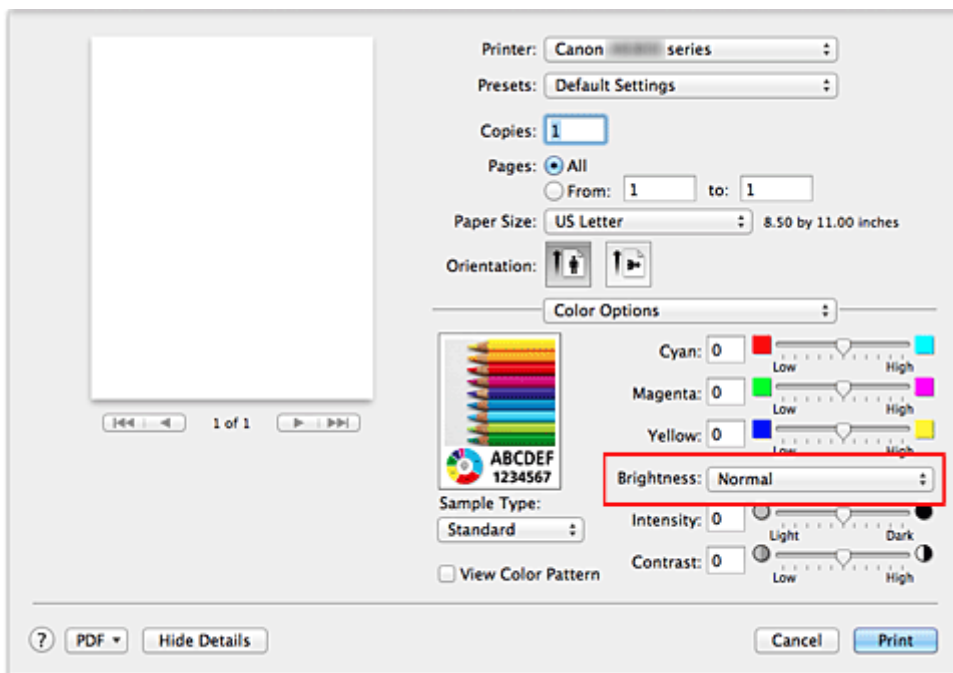 Printer: Canon series
Presets: Default Settings
Copies: 1
Pages: All
From: 1 to: 1
Paper Size: US Letter 8.50 by 11.00 inches
Orientation:
Color Options
1 of 1
ABCDEF
1234567
Sample Type:
Standard
View Color Pattern
Cyan: 0
Low High
Magenta: 0
Low High
Yellow: 0
Low High
Brightness: Normal
Intensity: 0
Light Dark
Contrast: 0
Low High
? PDF Hide Details Cancel Print